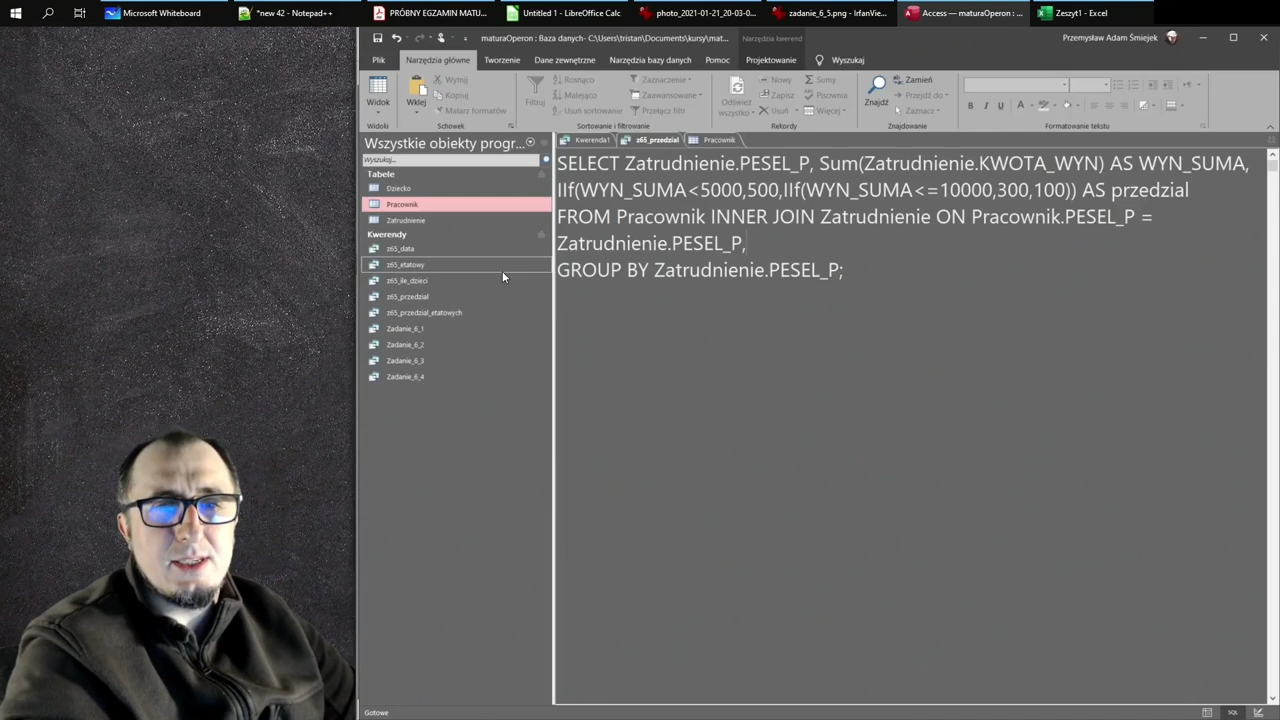 Microsoft Whiteboard
*new 42 - Notepad++
PRÓBNY EGZAMIN MATU...
Untitled 1 - LibreOffice Calc
photo_2021-01-21_20-03-0...
zadanie_6_5.png - IrfanVie...
Access — maturaOperon : ...
Zeszyt1 - Excel
maturaOperon : Baza danych- C:\Users\tristan\Documents\kursy\mat...
Narzędzia kwerend
Przemysław Adam Śmiejek
Plik
Narzędzia główne
Tworzenie
Dane zewnętrzne
Narzędzia bazy danych
Pomoc
Projektowanie
Wyszukaj
Widok
Wklej
Wytnij
Kopiuj
Malarz formatów
Filtruj
Rosnąco
Malejąco
Usuń sortowanie
Zaznaczenie
Zaawansowane
Przełącz filtr
Odśwież wszystko
Nowy
Zapisz
Usuń
Sumy
Pisownia
Więcej
Znajdź
Zamień
Przejdź do
Zaznacz
Widoki
Schowek
Sortowanie i filtrowanie
Rekordy
Znajdowanie
Formatowanie tekstu
Wszystkie obiekty progr...
Wyszukaj...
Tabele
Dziecko
Pracownik
Zatrudnienie
Kwerendy
z65_data
z65_etatowy
z65_ile_dzieci
z65_przedzial
z65_przedzial_etatowych
Zadanie_6_1
Zadanie_6_2
Zadanie_6_3
Zadanie_6_4
Kwerenda1
z65_przedzial
Pracownik
SELECT Zatrudnienie.PESEL_P, Sum(Zatrudnienie.KWOTA_WYN) AS WYN_SUMA,
IIf(WYN_SUMA<5000,500,IIf(WYN_SUMA<=10000,300,100)) AS przedzial
FROM Pracownik INNER JOIN Zatrudnienie ON Pracownik.PESEL_P =
Zatrudnienie.PESEL_P,
GROUP BY Zatrudnienie.PESEL_P;
Gotowe
SQL